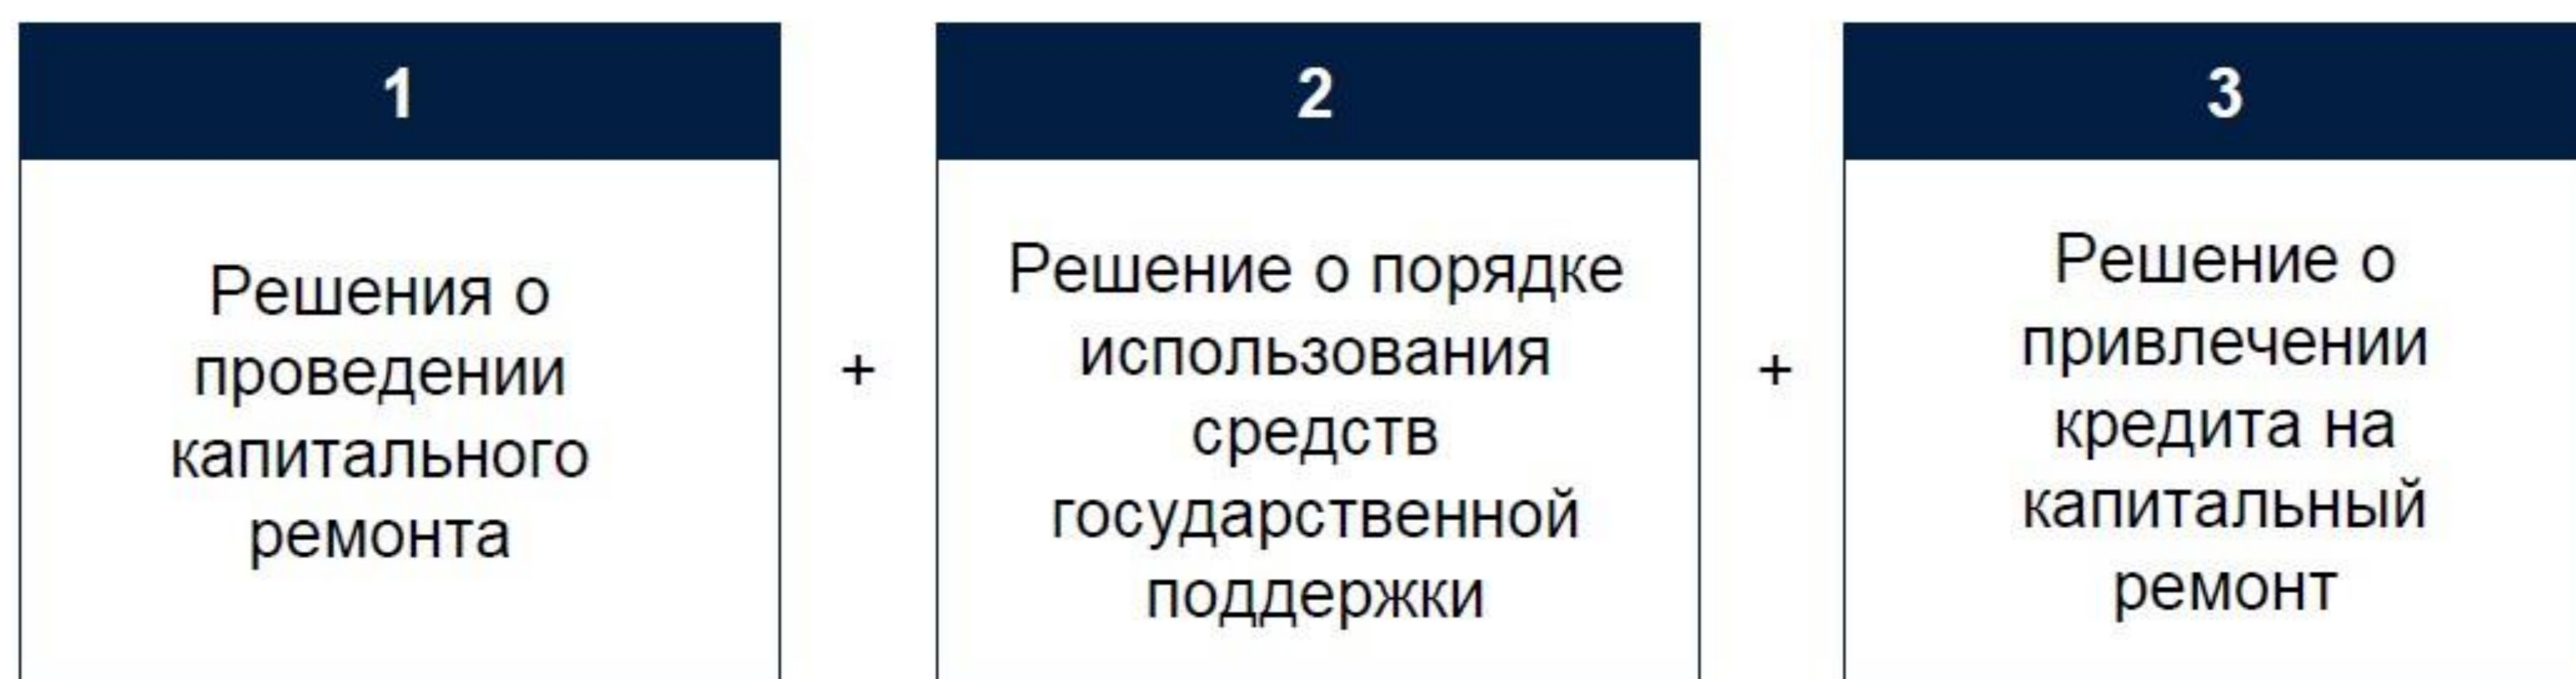 1
Решения о
проведении
капитального
ремонта
+
2
Решение о порядке
использования
средств
государственной
поддержки
+
3
Решение о
привлечении
кредита на
капитальный
ремонт